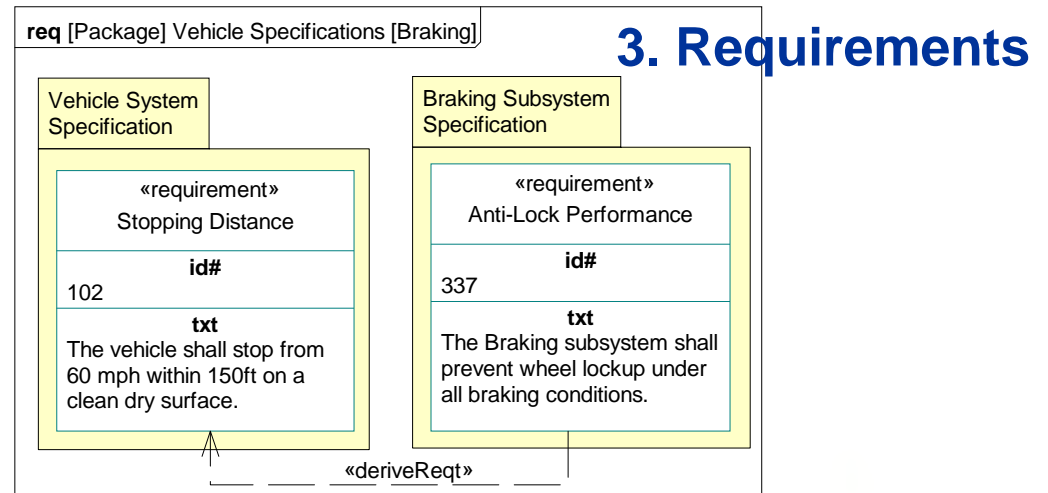 req [Package] Vehicle Specifications [Braking]
3. Requirements
Vehicle System
Specification
«requirement»
Stopping Distance
id#
102
txt
The vehicle shall stop from
60 mph within 150ft on a
clean dry surface.
Braking Subsystem
Specification
«requirement»
Anti-Lock Performance
id#
337
txt
The Braking subsystem shall
prevent wheel lockup under
all braking conditions.
«deriveReqt»